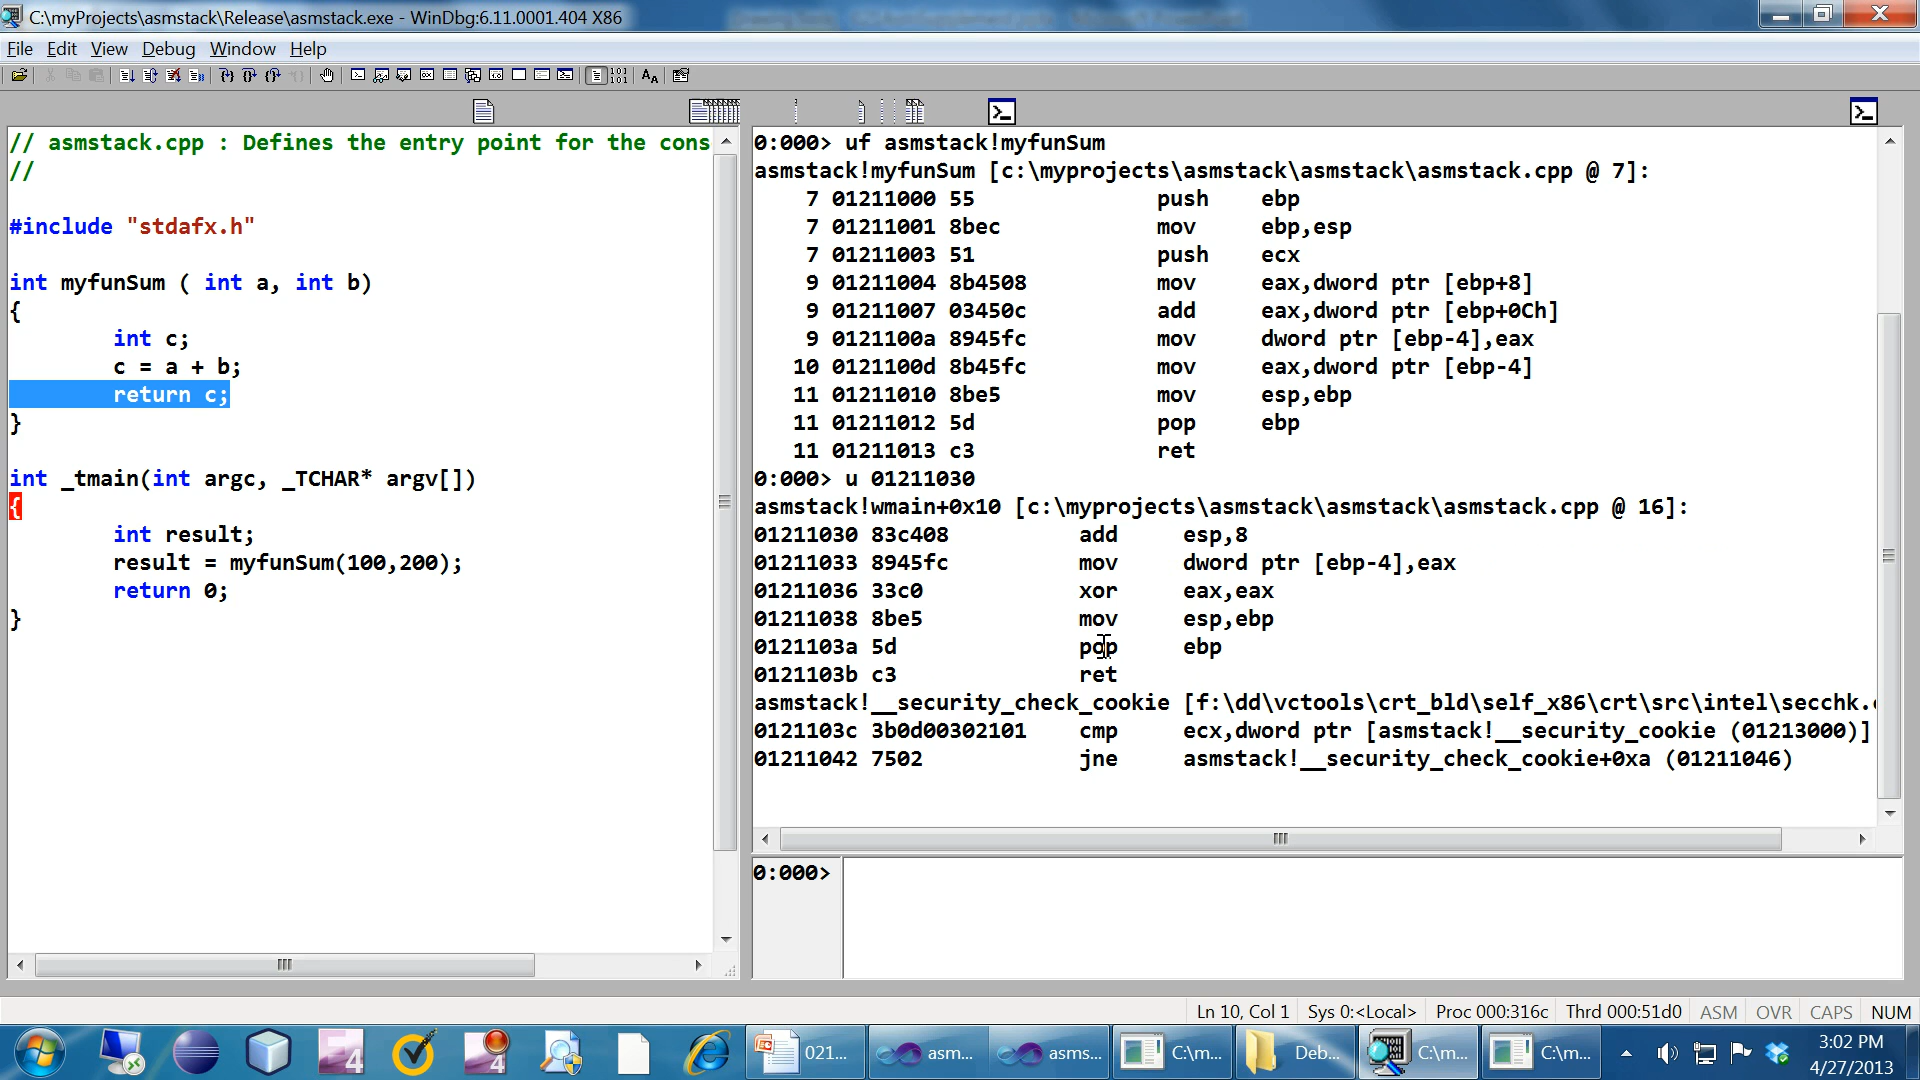 C:\myProjects\asmstack\Release\asmstack.exe - WinDbg:6.11.0001.404 X86
File Edit View Debug Window Help
// asmstack.cpp : Defines the entry point for the cons
//
#include "stdafx.h"
int myfunSum ( int a, int b)
{
int c;
c = a + b;
return c;
}
int _tmain(int argc, _TCHAR* argv[])
{
int result;
result = myfunSum(100,200);
return 0;
}
0:000> uf asmstack!myfunSum
asmstack!myfunSum [c:\myprojects\asmstack\asmstack\asmstack.cpp @ 7]:
7 01211000 55 push ebp
7 01211001 8bec mov ebp,esp
7 01211003 51 push ecx
9 01211004 8b4508 mov eax,dword ptr [ebp+8]
9 01211007 03450c add eax,dword ptr [ebp+0Ch]
9 0121100a 8945fc mov dword ptr [ebp-4],eax
10 0121100d 8b45fc mov eax,dword ptr [ebp-4]
11 01211010 8be5 mov esp,ebp
11 01211012 5d pop ebp
11 01211013 c3 ret
0:000> u 01211030
asmstack!wmain+0x10 [c:\myprojects\asmstack\asmstack\asmstack.cpp @ 16]:
01211030 83c408 add esp,8
01211033 8945fc mov dword ptr [ebp-4],eax
01211036 33c0 xor eax,eax
01211038 8be5 mov esp,ebp
0121103a 5d pop ebp
0121103b c3 ret
asmstack!__security_check_cookie [f:\dd\vctools\crt_bld\self_x86\crt\src\intel\secchk.
0121103c 3b0d00302101 cmp ecx,dword ptr [asmstack!__security_cookie (01213000)]
01211042 7502 jne asmstack!__security_check_cookie+0xa (01211046)
0:000>
Ln 10, Col 1 Sys 0:<Local> Proc 000:316c Thrd 000:51d0 ASM OVR CAPS NUM
021... asm... asms... C:\m... Deb... C:\m... C:\m...
3:02 PM
4/27/2013